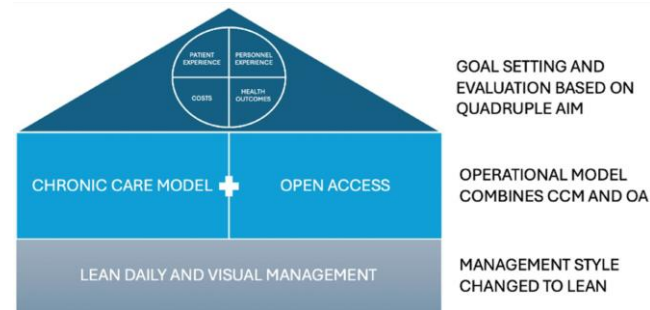 PATIENT
EXPERIENCE
PERSONNEL
EXPERIENCE
COSTS
HEALTH
OUTCOMES
GOAL SETTING AND
EVALUATION BASED ON
QUADRUPLE AIM
CHRONIC CARE MODEL
OPEN ACCESS
OPERATIONAL MODEL
COMBINES CCM AND OA
LEAN DAILY AND VISUAL MANAGEMENT
MANAGEMENT STYLE
CHANGED TO LEAN